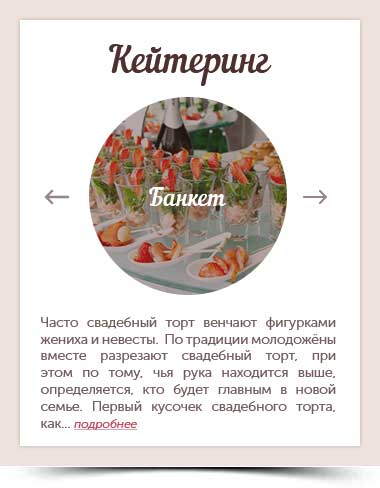 Кейтеринг
Банкет
Часто свадебный торт венчают фигурками
жениха и невесты. По традиции молодожёны
вместе разрезают свадебный торт, при
этом по тому, чья рука находится выше,
определяется, кто будет главным в новой
семье. Первый кусочек свадебного торта,
как... подробнее